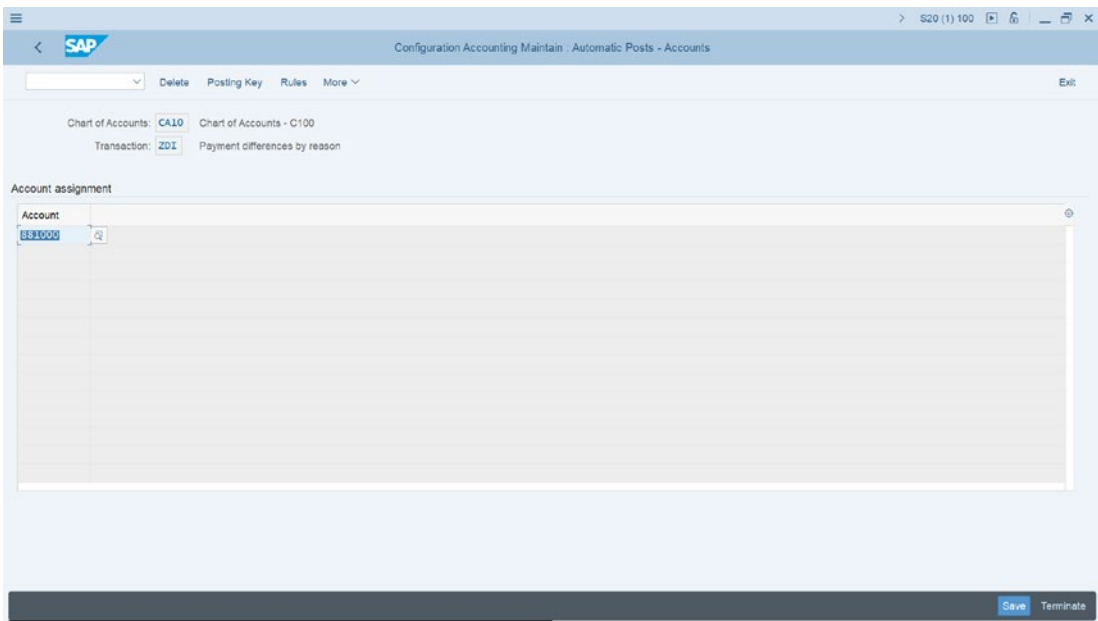 S20 (1) 100
SAP
Configuration Accounting Maintain : Automatic Posts - Accounts
Delete Posting Key Rules More Exit
Chart of Accounts: CA10 Chart of Accounts - C100
Transaction: ZDI Payment differences by reason
Account assignment
Account
881000
Save Terminate